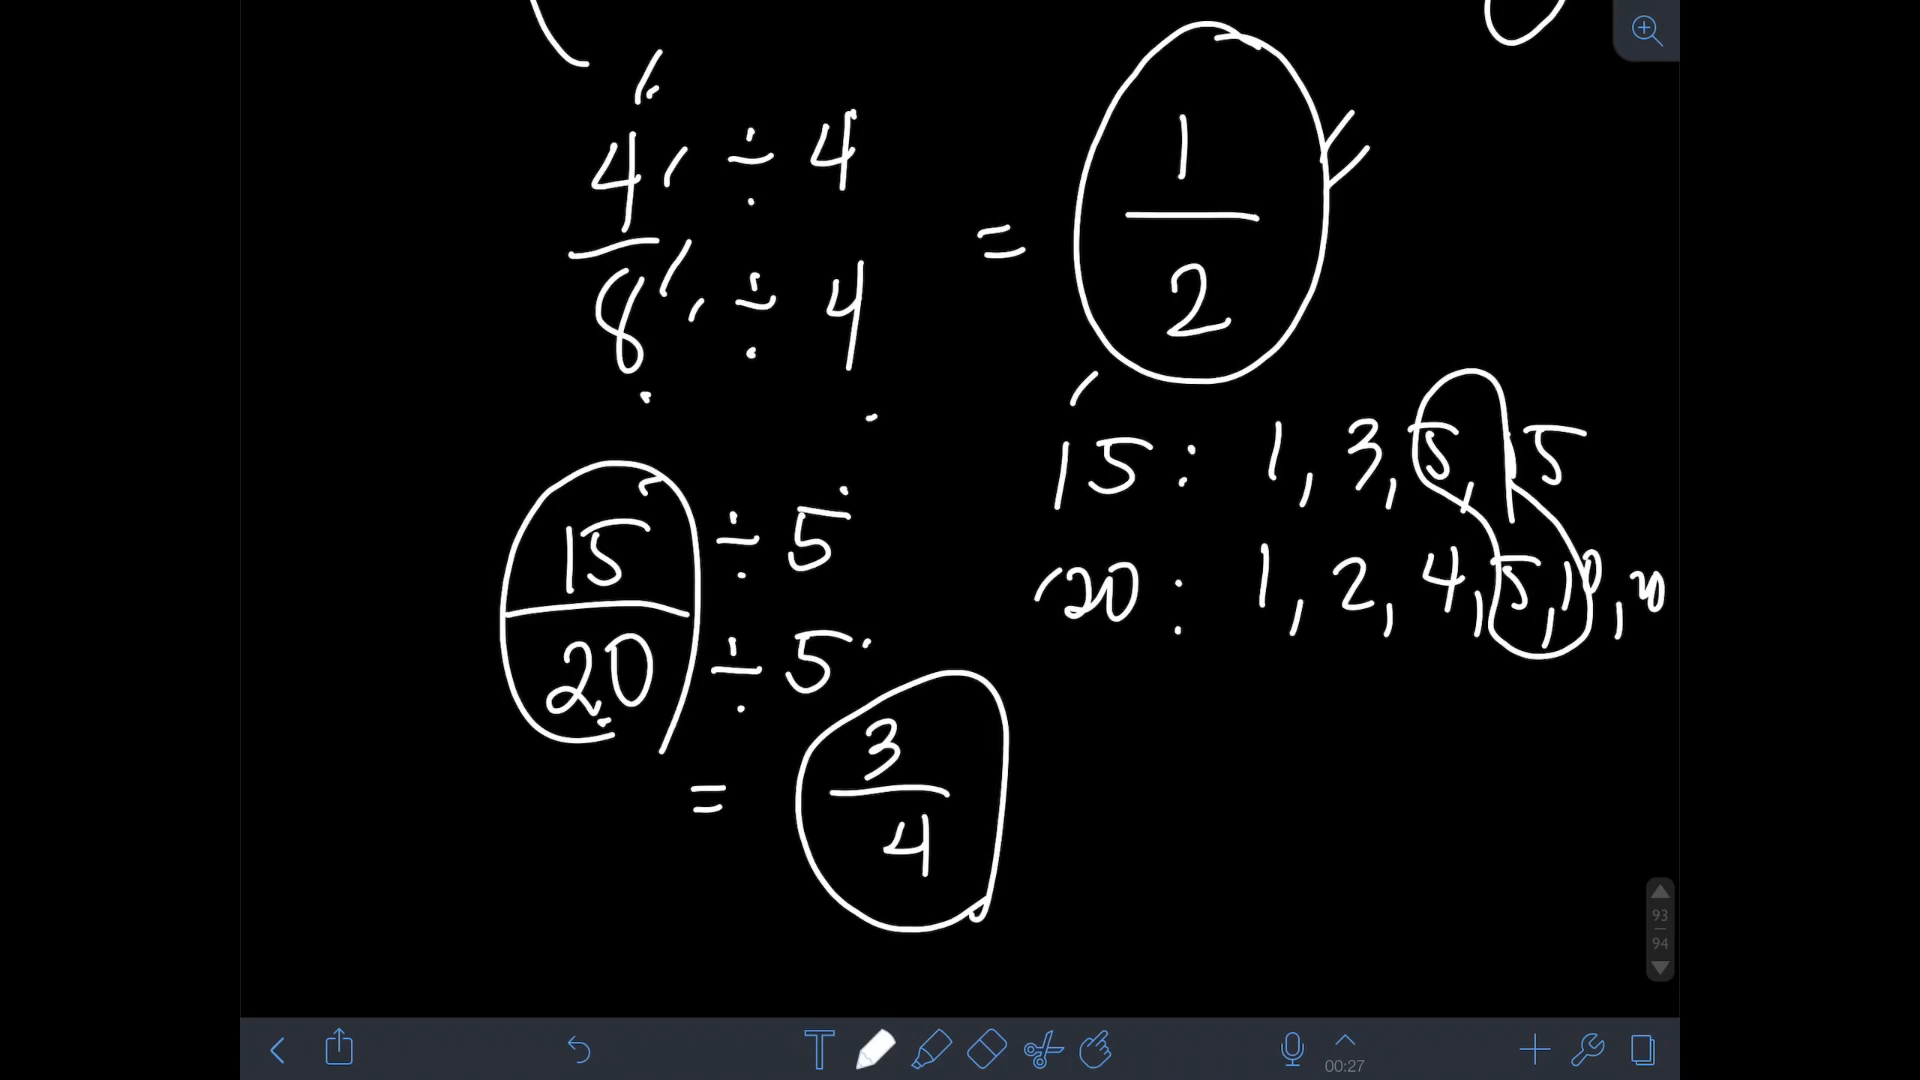 4 ÷ 4
8 ÷ 4
= 1/2
15 : 1, 3, 5, 15
20 : 1, 2, 4, 5, 10, 20
15 ÷ 5
20 ÷ 5
= 3/4
93
94
T
00:27